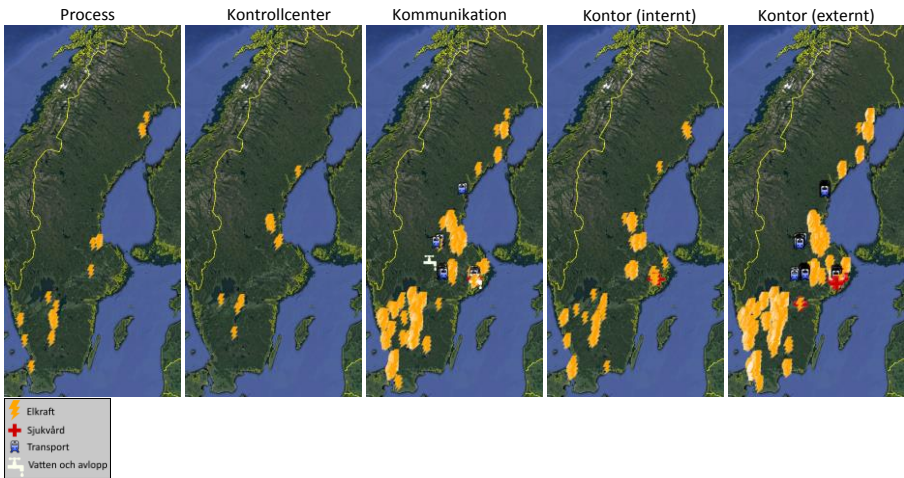 Process
Kontrollcenter
Kommunikation
Kontor (internt)
Kontor (externt)
Elkraft
Sjukvård
Transport
Vatten och avlopp